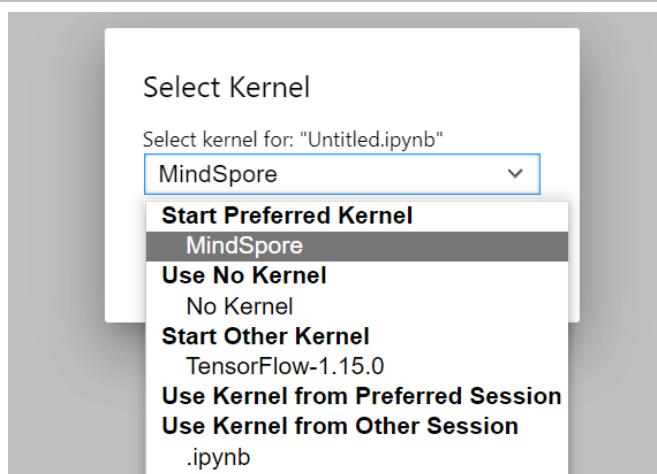 Select Kernel
Select kernel for: "Untitled.ipynb"
MindSpore
Start Preferred Kernel
MindSpore
Use No Kernel
No Kernel
Start Other Kernel
TensorFlow-1.15.0
Use Kernel from Preferred Session
Use Kernel from Other Session
.ipynb